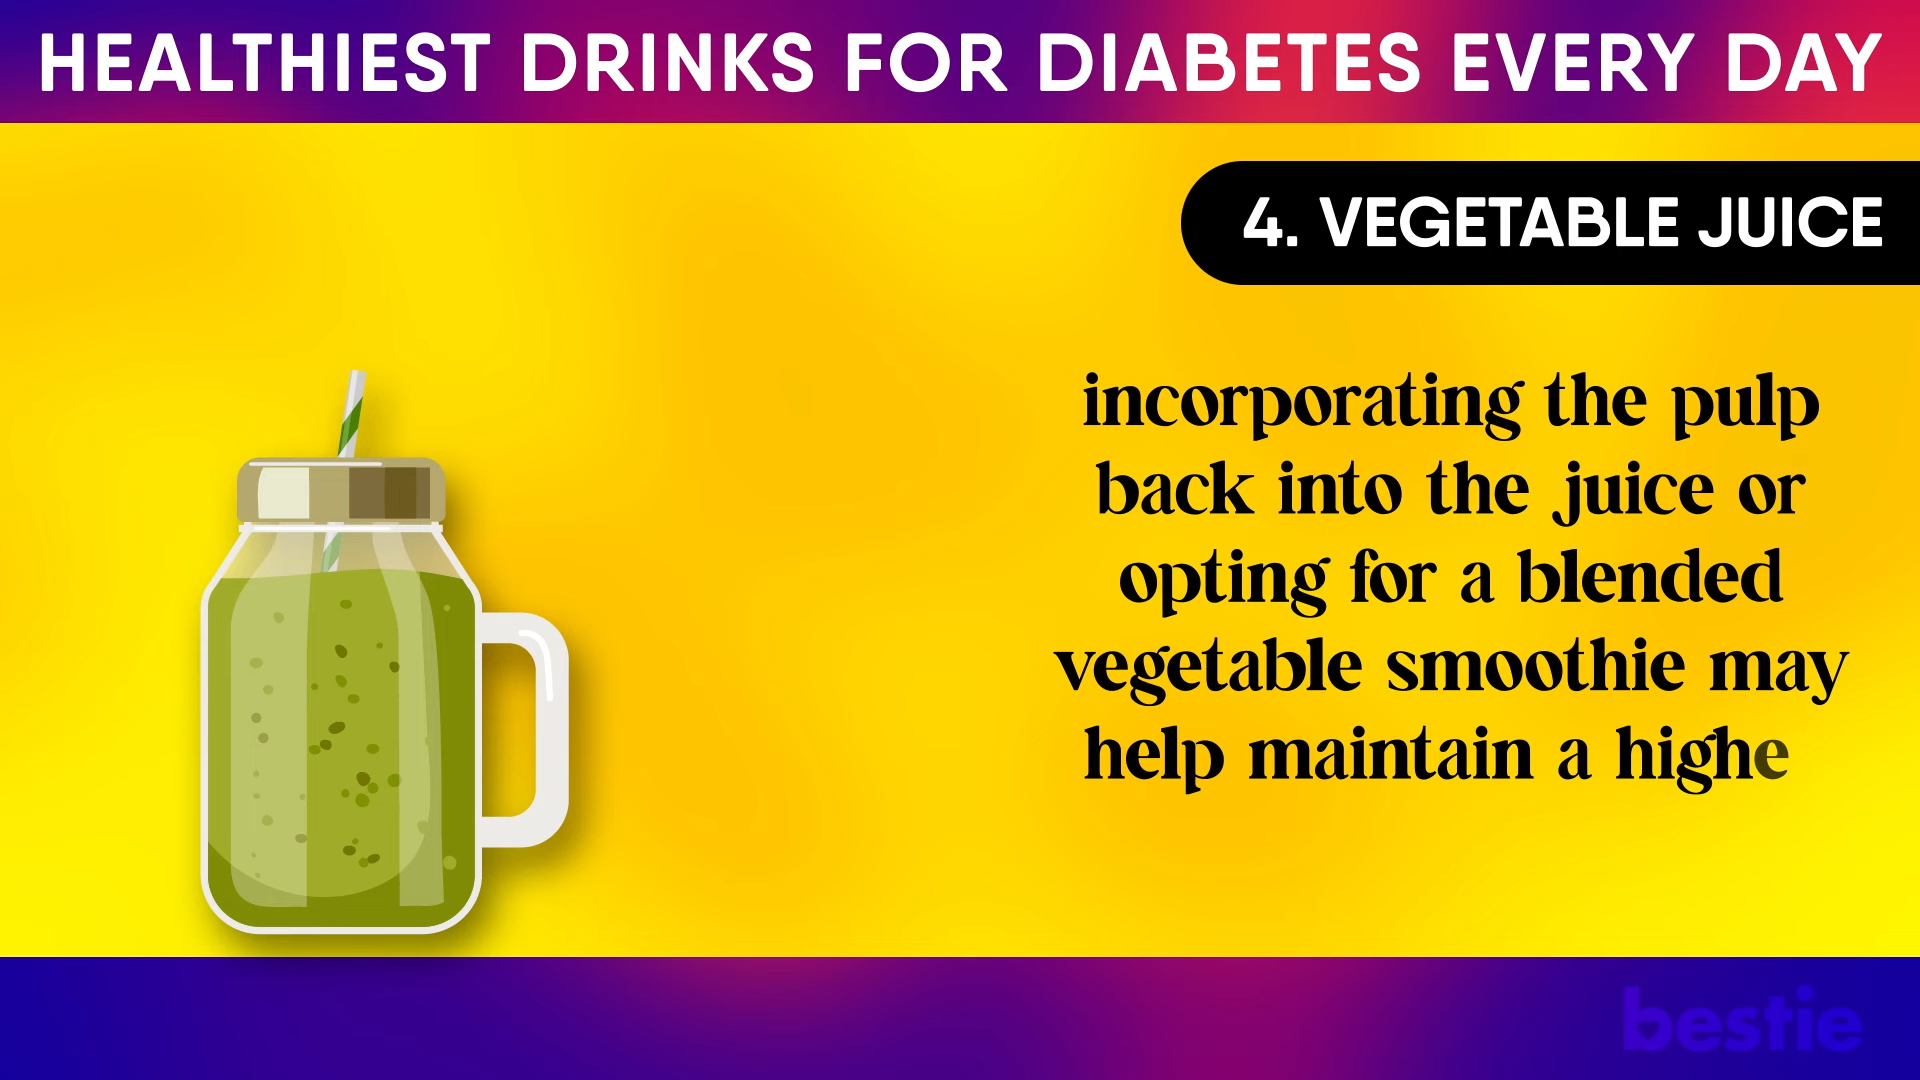 HEALTHIEST DRINKS FOR DIABETES EVERY DAY
4. VEGETABLE JUICE
incorporating the pulp
back into the juice or
opting for a blended
vegetable smoothie may
help maintain a highe
bestie